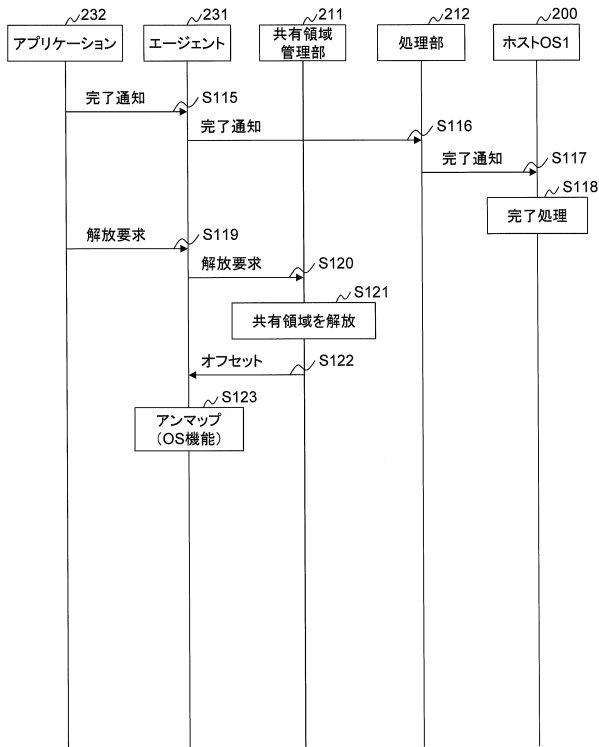 232
231
211
212
200
アプリケーション
エージェント
共有領域
管理部
処理部
ホストOS1
完了通知
S115
完了通知
S116
完了通知
S117
S118
完了処理
解放要求
S119
解放要求
S120
S121
共有領域を解放
オフセット
S122
S123
アンマップ
（OS機能）